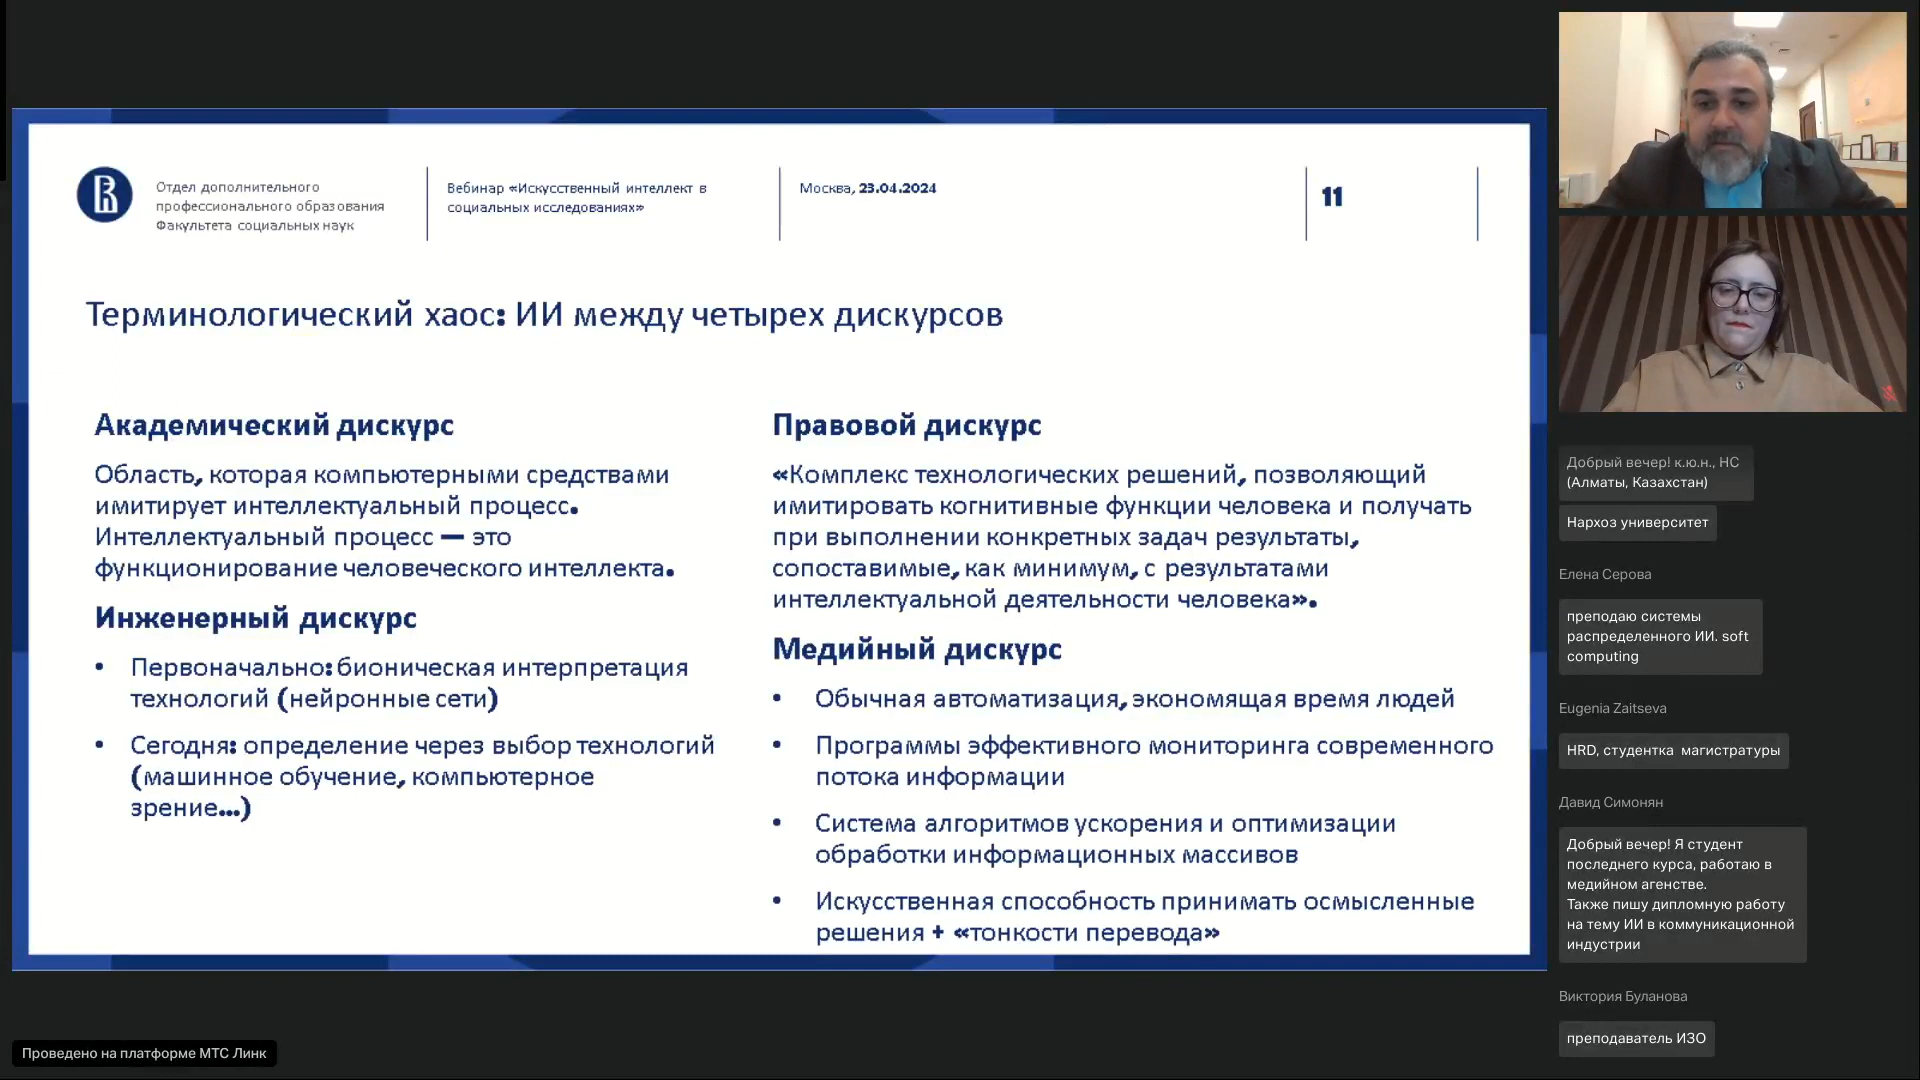 Отдел дополнительного
профессионального образования
Факультета социальных наук
Вебинар «Искусственный интеллект в
социальных исследованиях»
Москва, 23.04.2024
11
Терминологический хаос: ИИ между четырех дискурсов
Академический дискурс
Область, которая компьютерными средствами
имитирует интеллектуальный процесс.
Интеллектуальный процесс — это
функционирование человеческого интеллекта.
Инженерный дискурс
• Первоначально: бионическая интерпретация
технологий (нейронные сети)
• Сегодня: определение через выбор технологий
(машинное обучение, компьютерное
зрение...)
Правовой дискурс
«Комплекс технологических решений, позволяющий
имитировать когнитивные функции человека и получать
при выполнении конкретных задач результаты,
сопоставимые, как минимум, с результатами
интеллектуальной деятельности человека».
Медийный дискурс
• Обычная автоматизация, экономящая время людей
• Программы эффективного мониторинга современного
потока информации
• Система алгоритмов ускорения и оптимизации
обработки информационных массивов
• Искусственная способность принимать осмысленные
решения + «тонкости перевода»
Добрый вечер! к.ю.н., НС
(Алматы, Казахстан)
Нархоз университет
Елена Серова
преподаю системы
распределенного ИИ. soft
computing
Eugenia Zaitseva
HRD, студентка магистратуры
Давид Симонян
Добрый вечер! Я студент
последнего курса, работаю в
медийном агенстве.
Также пишу дипломную работу
на тему ИИ в коммуникационной
индустрии
Виктория Буланова
преподаватель ИЗО
Проведено на платформе МТС Линк